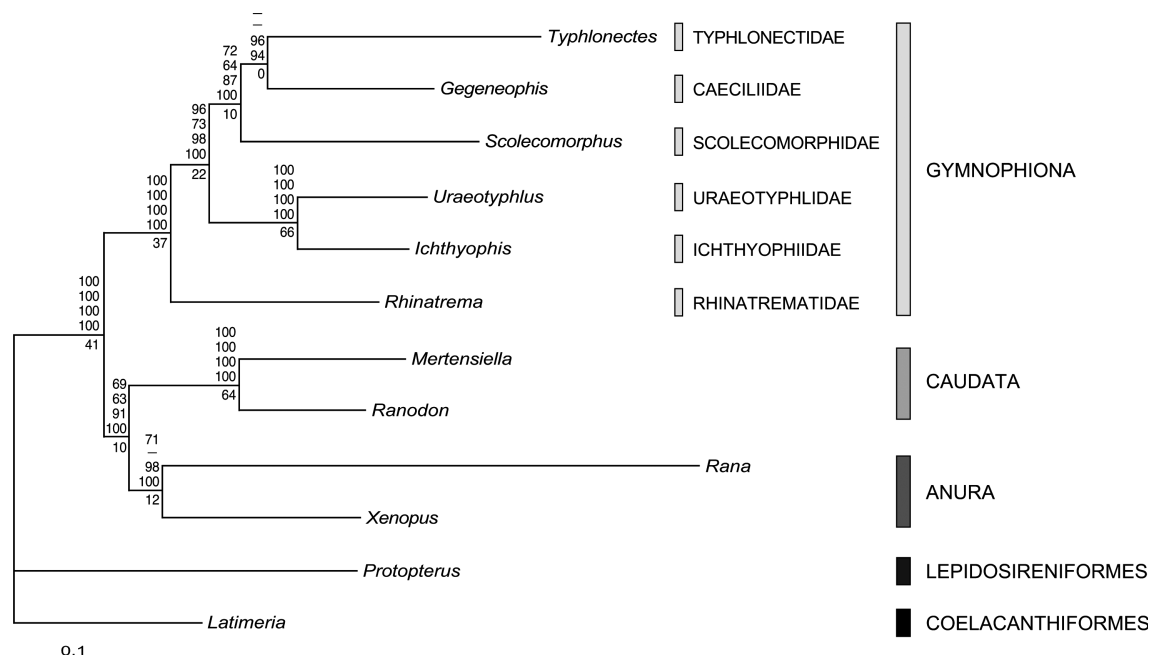 –
–
96
94
0
Typhlonectes
TYPHLONECTIDAE
72
64
87
100
10
Gegeneophis
CAECILIIDAE
96
73
98
100
22
Scolecomorphus
SCOLECOMORPHIDAE
GYMNOPHIONA
100
100
100
100
37
100
100
100
100
66
Uraeotyphlus
URAEOTYPHLIDAE
Ichthyophis
ICHTHYOPHIIDAE
100
100
100
100
41
Rhinatrema
RHINATREMATIDAE
100
100
100
100
64
Mertensiella
CAUDATA
Ranodon
69
63
91
100
10
71
–
98
100
12
Rana
ANURA
Xenopus
Protopterus
LEPIDOSIRENIFORMES
Latimeria
COELACANTHIFORMES
0.1